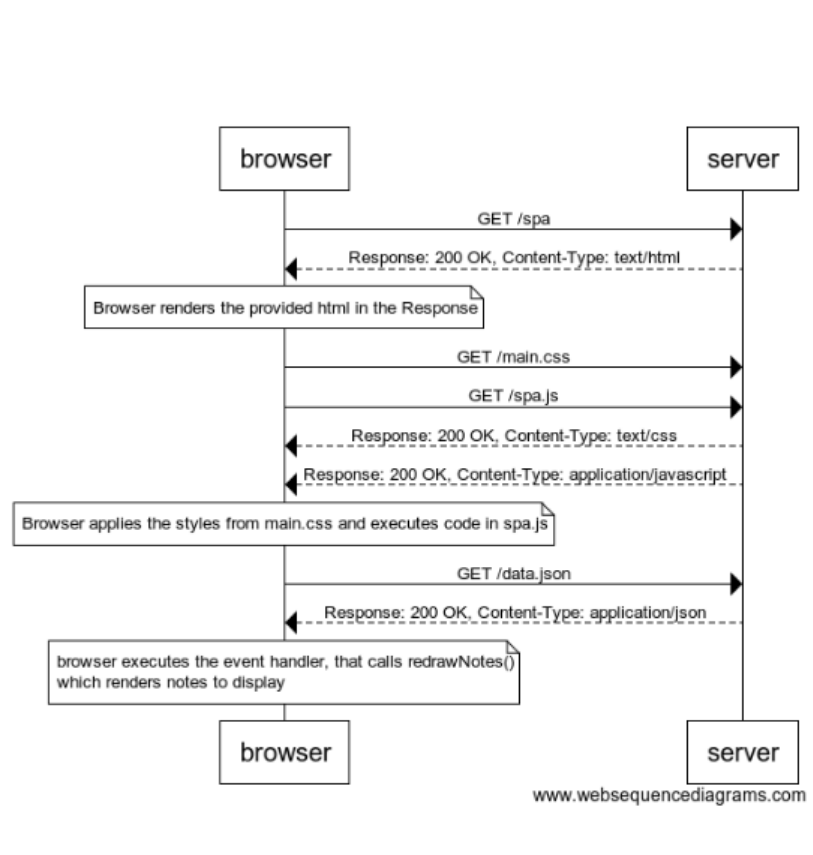 browser
server
GET /spa
Response: 200 OK, Content-Type: text/html
Browser renders the provided html in the Response
GET /main.css
GET /spa.js
Response: 200 OK, Content-Type: text/css
Response: 200 OK, Content-Type: application/javascript
Browser applies the styles from main.css and executes code in spa.js
GET /data.json
Response: 200 OK, Content-Type: application/json
browser executes the event handler, that calls redrawNotes()
which renders notes to display
browser
server
www.websequencediagrams.com